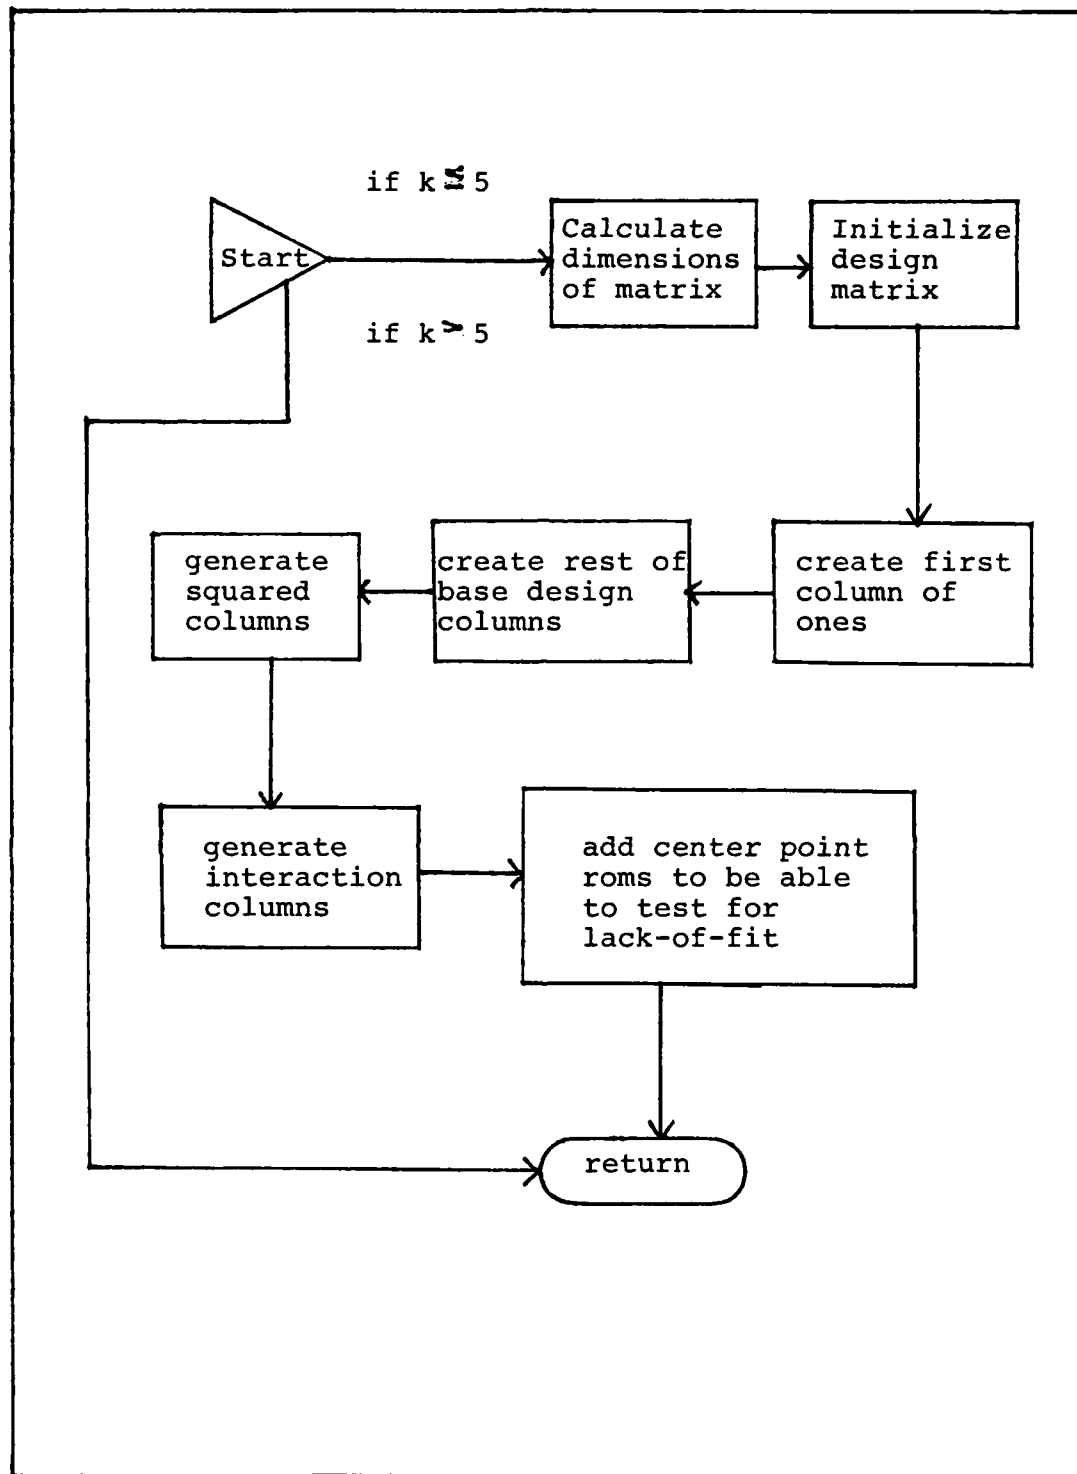 if k ≤ 5
Start
Calculate
dimensions
of matrix
Initialize
design
matrix
if k > 5
create first
column of
ones
create rest of
base design
columns
generate
squared
columns
generate
interaction
columns
add center point
roms to be able
to test for
lack-of-fit
return